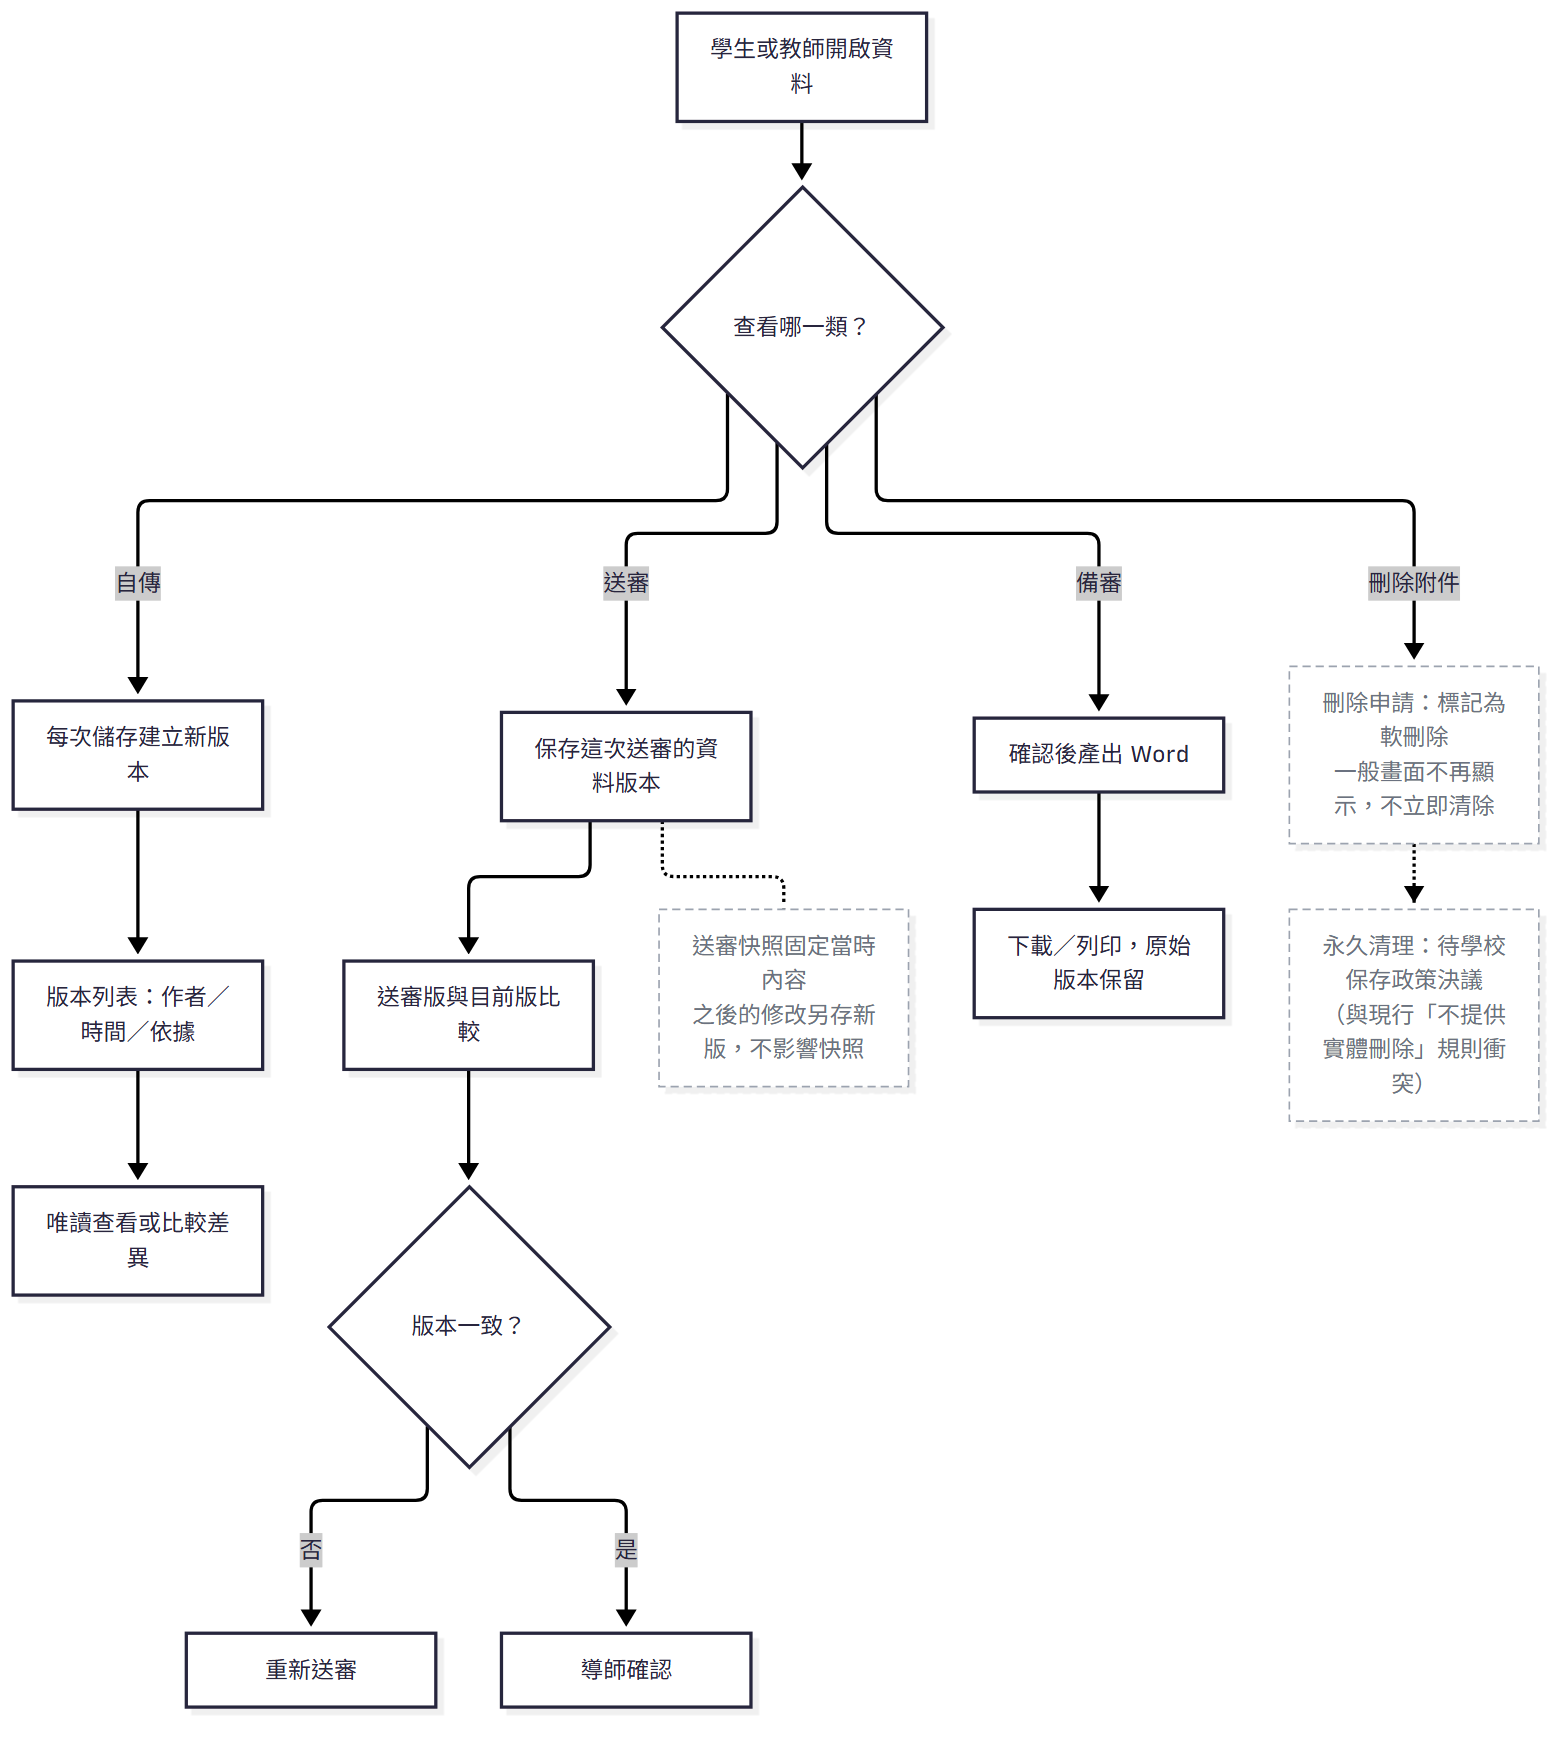 學生或教師開啟資
料
查看哪一類？
自傳
送審
備審
刪除附件
每次儲存建立新版
本
保存這次送審的資
料版本
確認後產出 Word
刪除申請：標記為
軟刪除
一般畫面不再顯
示，不立即清除
版本列表：作者／
時間／依據
送審版與目前版比
較
送審快照固定當時
內容
之後的修改另存新
版，不影響快照
下載／列印，原始
版本保留
永久清理：待學校
保存政策決議
（與現行「不提供
實體刪除」規則衝
突）
唯讀查看或比較差
異
版本一致？
否
是
重新送審
導師確認